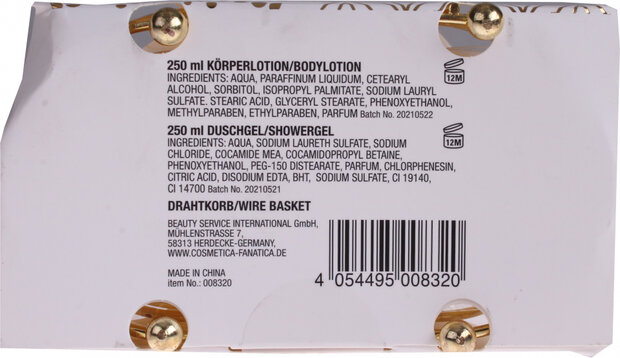 250 ml KÖRPERLOTION/BODYLOTION
INGREDIENTS: AQUA, PARAFFINUM LIQUIDUM, CETEARYL
ALCOHOL, SORBITOL, ISOPROPYL PALMITATE, SODIUM LAURYL
SULFATE. STEARIC ACID, GLYCERYL STEARATE, PHENOXYETHANOL,
METHYLPARABEN, ETHYLPARABEN, PARFUM Batch No. 20210522
12M
250 ml DUSCHGEL/SHOWERGEL
INGREDIENTS: AQUA, SODIUM LAURETH SULFATE, SODIUM
CHLORIDE, COCAMIDE MEA, COCAMIDOPROPYL BETAINE,
PHENOXYETHANOL, PEG-150 DISTEARATE, PARFUM, CHLORPHENESIN,
CITRIC ACID, DISODIUM EDTA, BHT, SODIUM SULFATE, CI 19140,
CI 14700 Batch No. 20210521
12M
DRAHTKORB/WIRE BASKET
BEAUTY SERVICE INTERNATIONAL GmbH,
MÜHLENSTRASSE 7,
58313 HERDECKE-GERMANY,
WWW.COSMETICA-FANATICA.DE
MADE IN CHINA
item No.: 008320
4 054495 008320